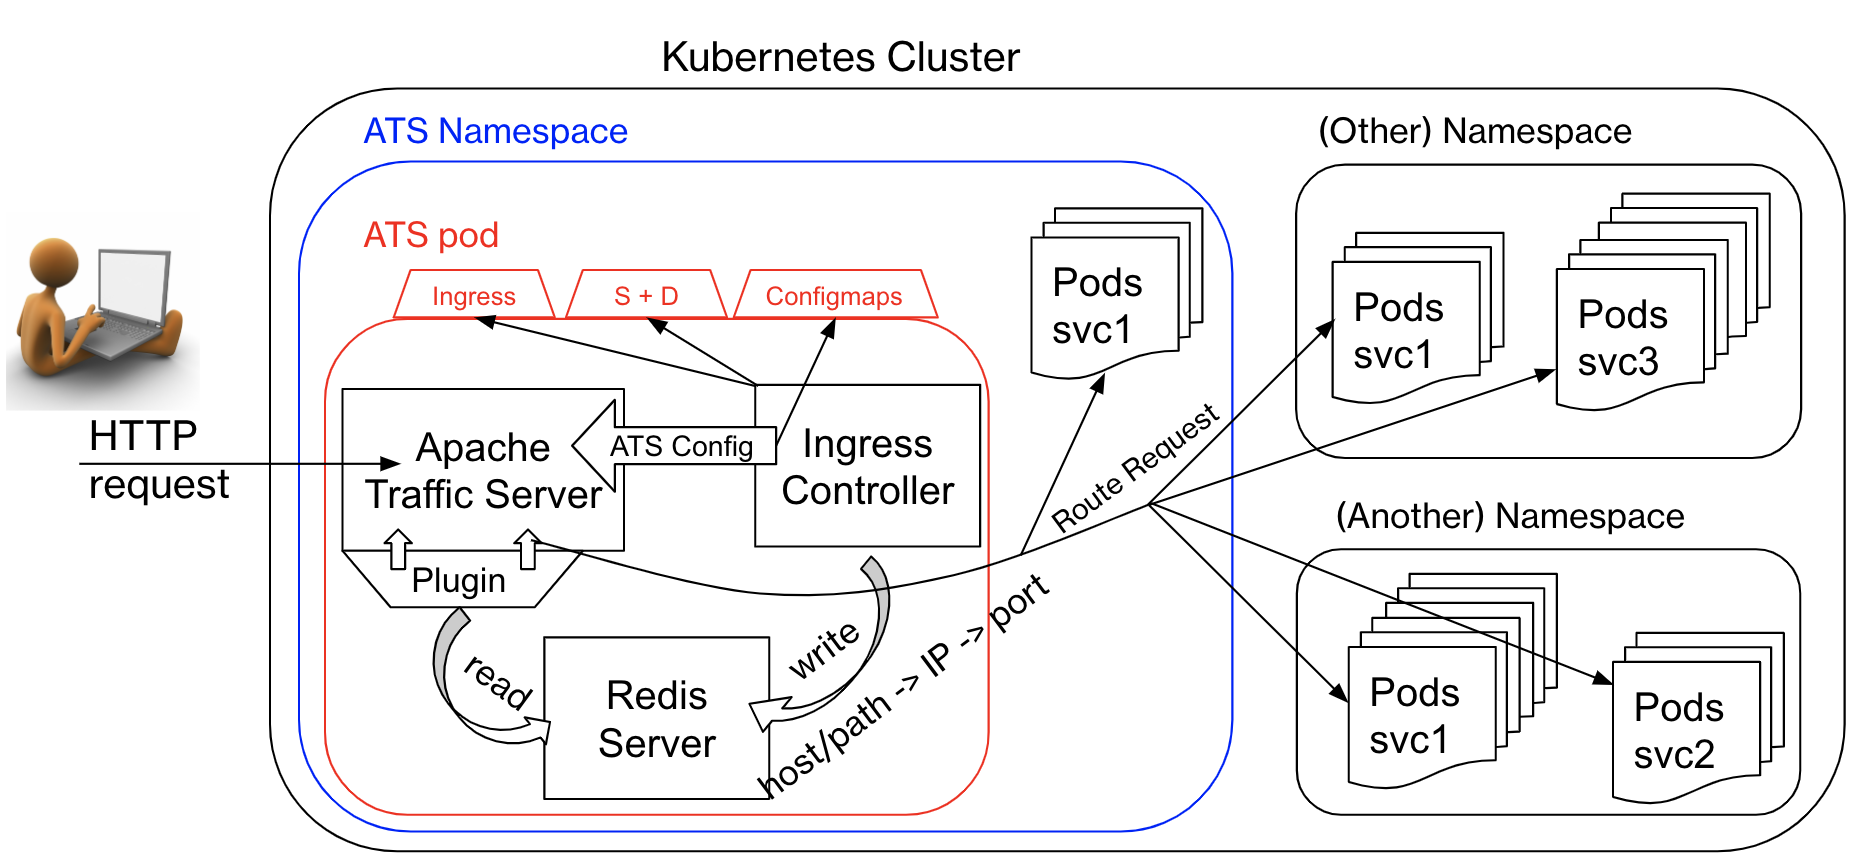 Kubernetes Cluster
ATS Namespace
(Other) Namespace
ATS pod
Ingress
S + D
Configmaps
Pods
svc1
Pods
svc1
Pods
svc3
HTTP
request
Apache
Traffic Server
ATS Config
Ingress
Controller
Route Request
(Another) Namespace
Plugin
read
write
host/path -> IP -> port
Redis
Server
Pods
svc1
Pods
svc2